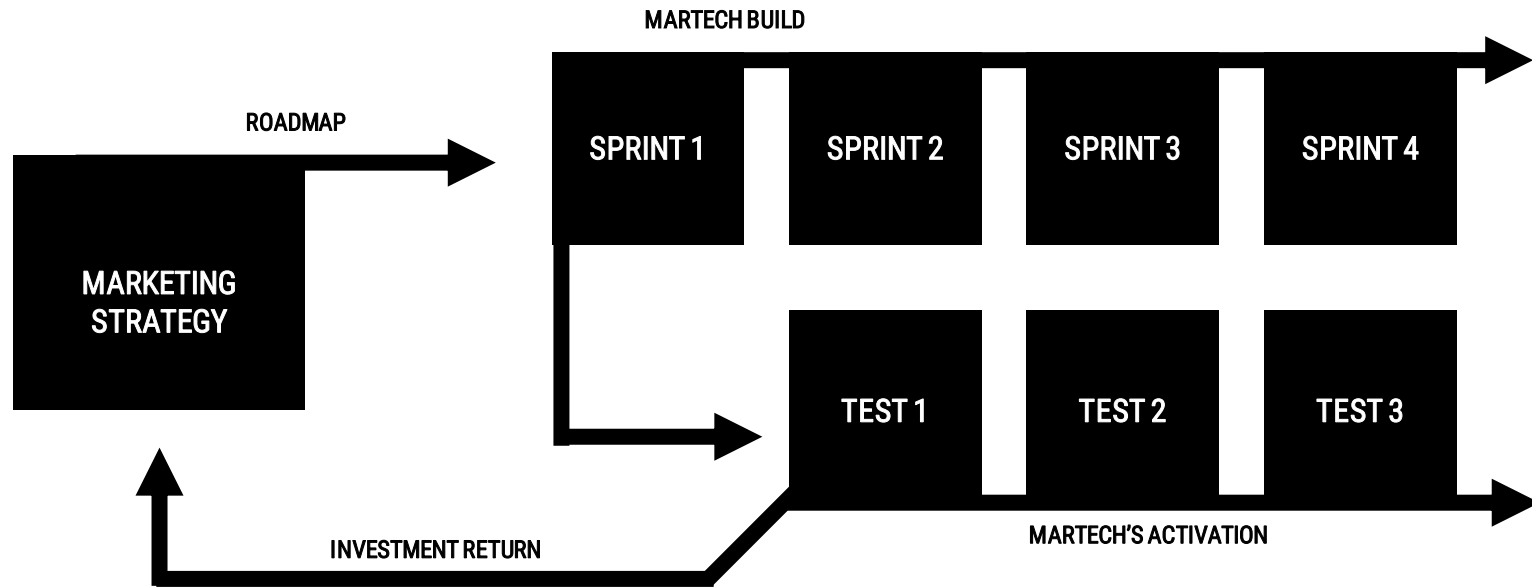 MARTECH BUILD
ROADMAP
SPRINT 1
SPRINT 2
SPRINT 3
SPRINT 4
MARKETING
STRATEGY
TEST 1
TEST 2
TEST 3
MARTECH'S ACTIVATION
INVESTMENT RETURN